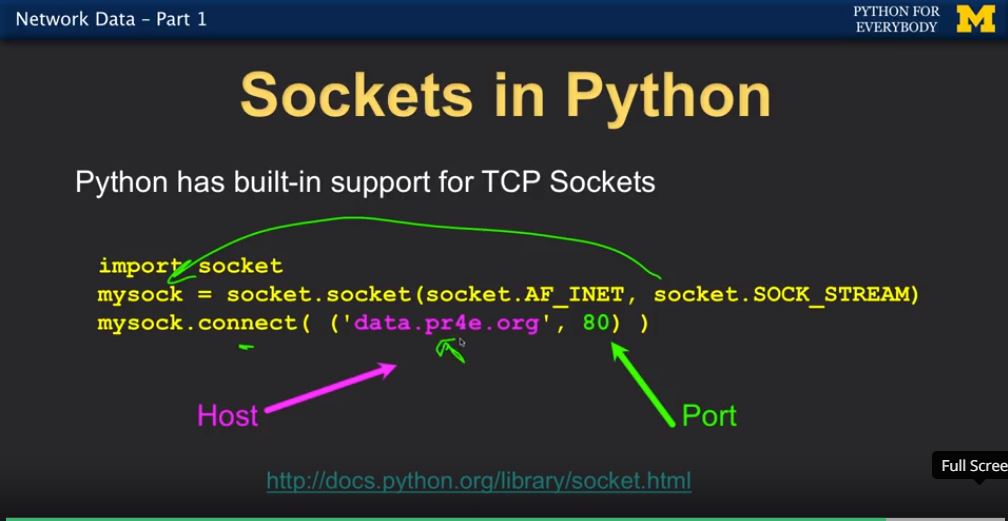 Network Data – Part 1
PYTHON FOR
EVERYBODY
M
Sockets in Python
Python has built-in support for TCP Sockets
import socket
mysock = socket.socket(socket.AF_INET, socket.SOCK_STREAM)
mysock.connect( ('data.pr4e.org', 80) )
Host
Port
Full Scree
http://docs.python.org/library/socket.html